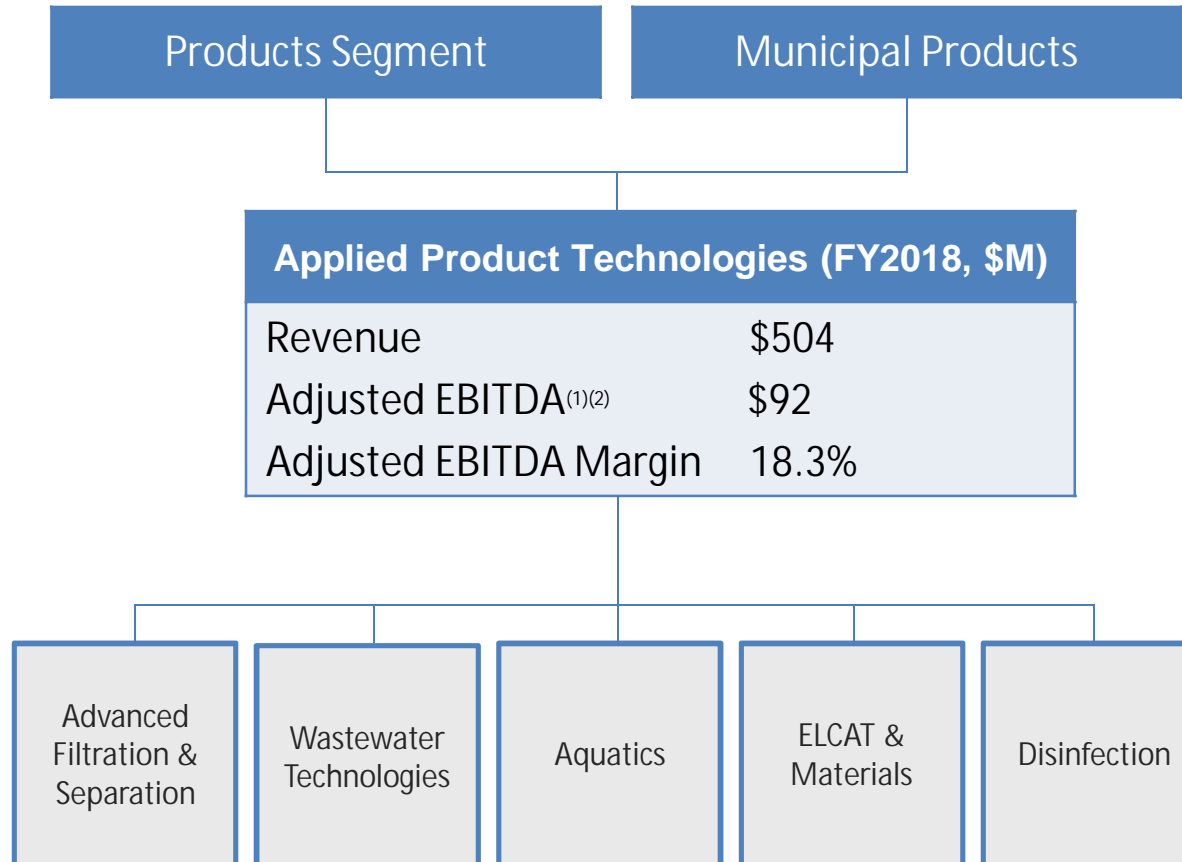 Products Segment
Municipal Products
Applied Product Technologies (FY2018, $M)
Revenue $504
Adjusted EBITDA(1)(2) $92
Adjusted EBITDA Margin 18.3%
Advanced
Filtration &
Separation
Wastewater
Technologies
Aquatics
ELCAT &
Materials
Disinfection